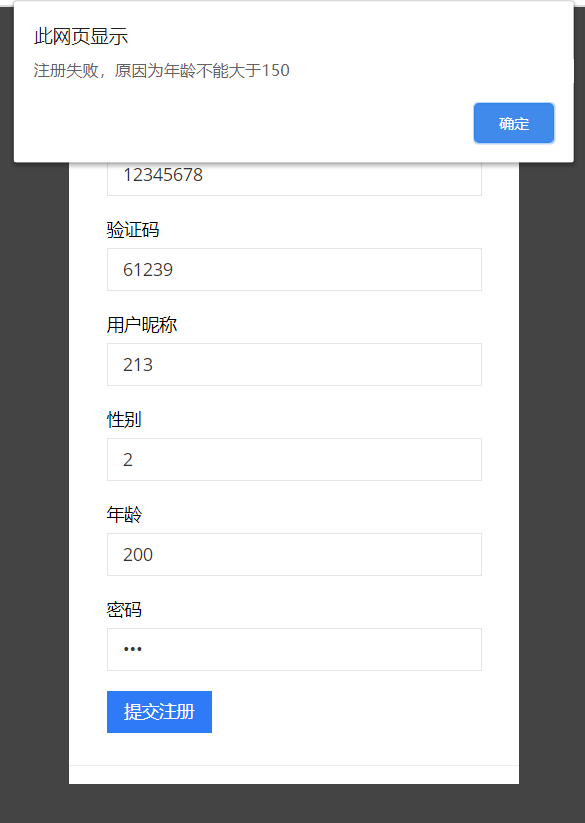 此网页显示
注册失败，原因为年龄不能大于150
确定
12345678
验证码
61239
用户昵称
213
性别
2
年龄
200
密码
•••
提交注册